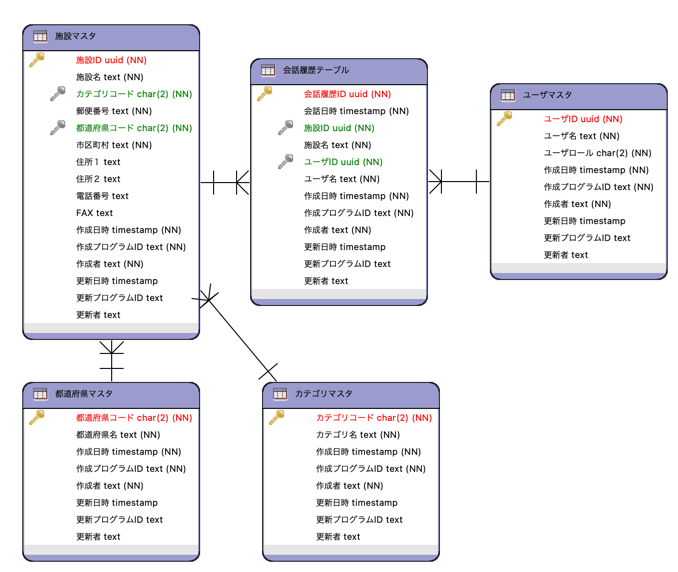 施設マスタ
施設ID uuid (NN)
施設名 text (NN)
カテゴリコード char(2) (NN)
郵便番号 text (NN)
都道府県コード char(2) (NN)
市区町村 text (NN)
住所１ text
住所２ text
電話番号 text
FAX text
作成日時 timestamp (NN)
作成プログラムID text (NN)
作成者 text (NN)
更新日時 timestamp
更新プログラムID text
更新者 text
会話履歴テーブル
会話履歴ID uuid (NN)
会話日時 timestamp (NN)
施設ID uuid (NN)
施設名 text (NN)
ユーザID uuid (NN)
ユーザ名 text (NN)
作成日時 timestamp (NN)
作成プログラムID text (NN)
作成者 text (NN)
更新日時 timestamp
更新プログラムID text
更新者 text
ユーザマスタ
ユーザID uuid (NN)
ユーザ名 text (NN)
ユーザロール char(2) (NN)
作成日時 timestamp (NN)
作成プログラムID text (NN)
作成者 text (NN)
更新日時 timestamp
更新プログラムID text
更新者 text
都道府県マスタ
都道府県コード char(2) (NN)
都道府県名 text (NN)
作成日時 timestamp (NN)
作成プログラムID text (NN)
作成者 text (NN)
更新日時 timestamp
更新プログラムID text
更新者 text
カテゴリマスタ
カテゴリコード char(2) (NN)
カテゴリ名 text (NN)
作成日時 timestamp (NN)
作成プログラムID text (NN)
作成者 text (NN)
更新日時 timestamp
更新プログラムID text
更新者 text